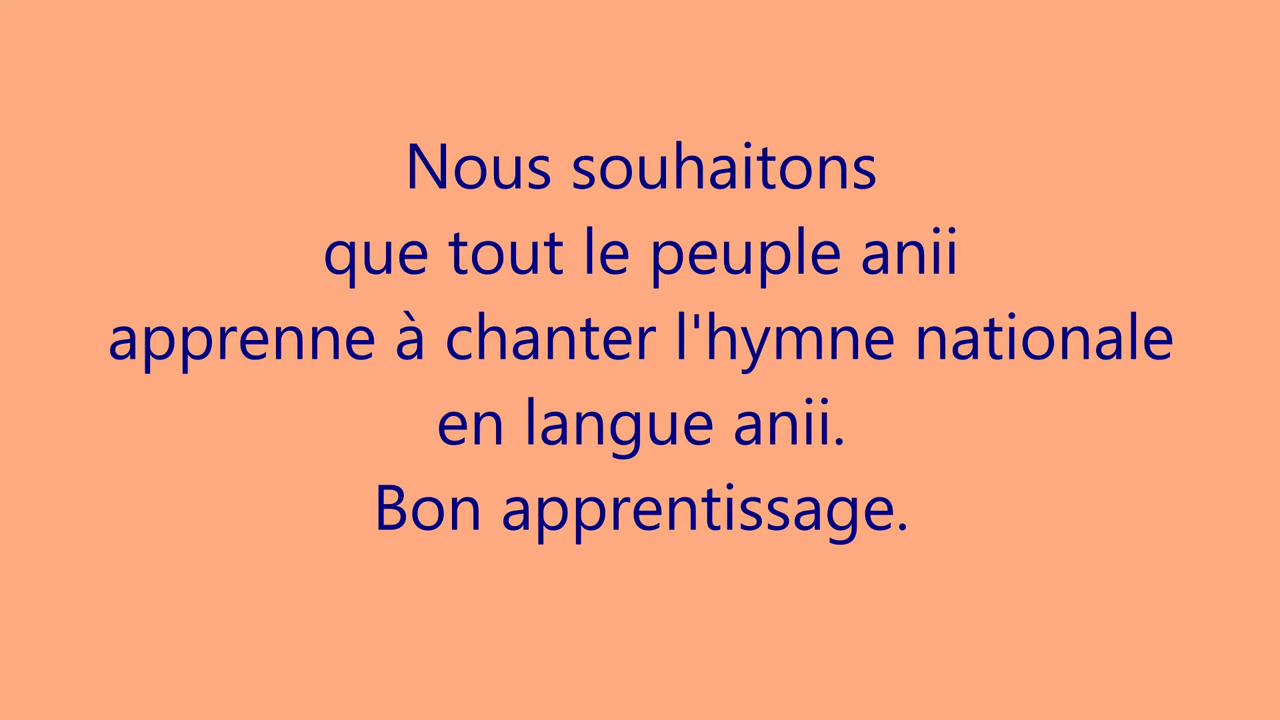 Nous souhaitons
que tout le peuple anii
apprenne à chanter l'hymne nationale
en langue anii.
Bon apprentissage.